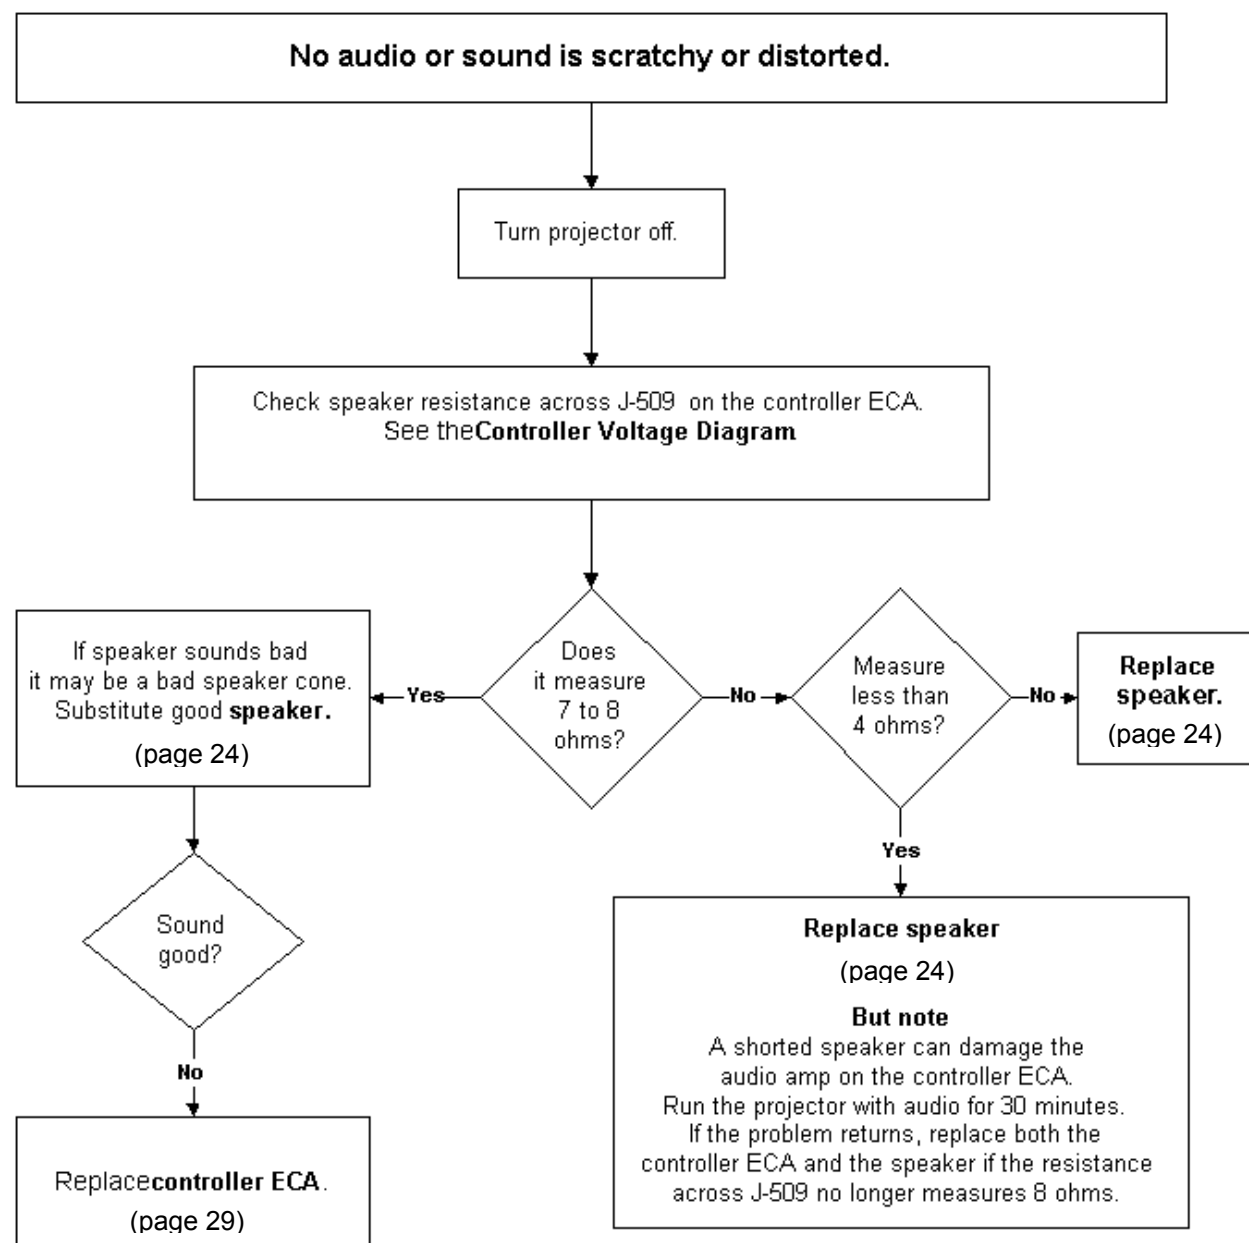 No audio or sound is scratchy or distorted.
Turn projector off.
Check speaker resistance across J-509 on the controller ECA.
See theController Voltage Diagram
If speaker sounds bad
it may be a bad speaker cone.
Substitute good speaker.
(page 24)
Yes
Does
it measure
7 to 8
ohms?
No
Measure
less than
4 ohms?
No
Replace
speaker.
(page 24)
Yes
Sound
good?
No
Replacecontroller ECA.
(page 29)
Replace speaker
(page 24)
But note
A shorted speaker can damage the
audio amp on the controller ECA.
Run the projector with audio for 30 minutes.
If the problem returns, replace both the
controller ECA and the speaker if the resistance
across J-509 no longer measures 8 ohms.